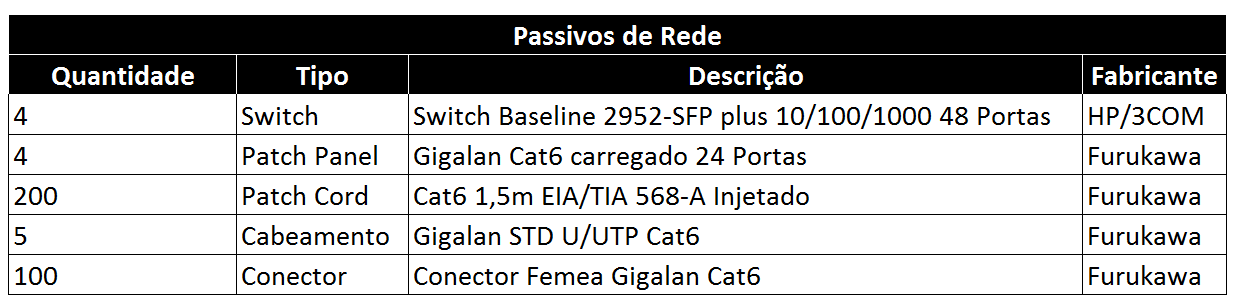 Passivos de Rede
Quantidade Tipo Descrição Fabricante
4 Switch Switch Baseline 2952-SFP plus 10/100/1000 48 Portas HP/3COM
4 Patch Panel Gigalan Cat6 carregado 24 Portas Furukawa
200 Patch Cord Cat6 1,5m EIA/TIA 568-A Injetado Furukawa
5 Cabeamento Gigalan STD U/UTP Cat6 Furukawa
100 Conector Conector Femea Gigalan Cat6 Furukawa